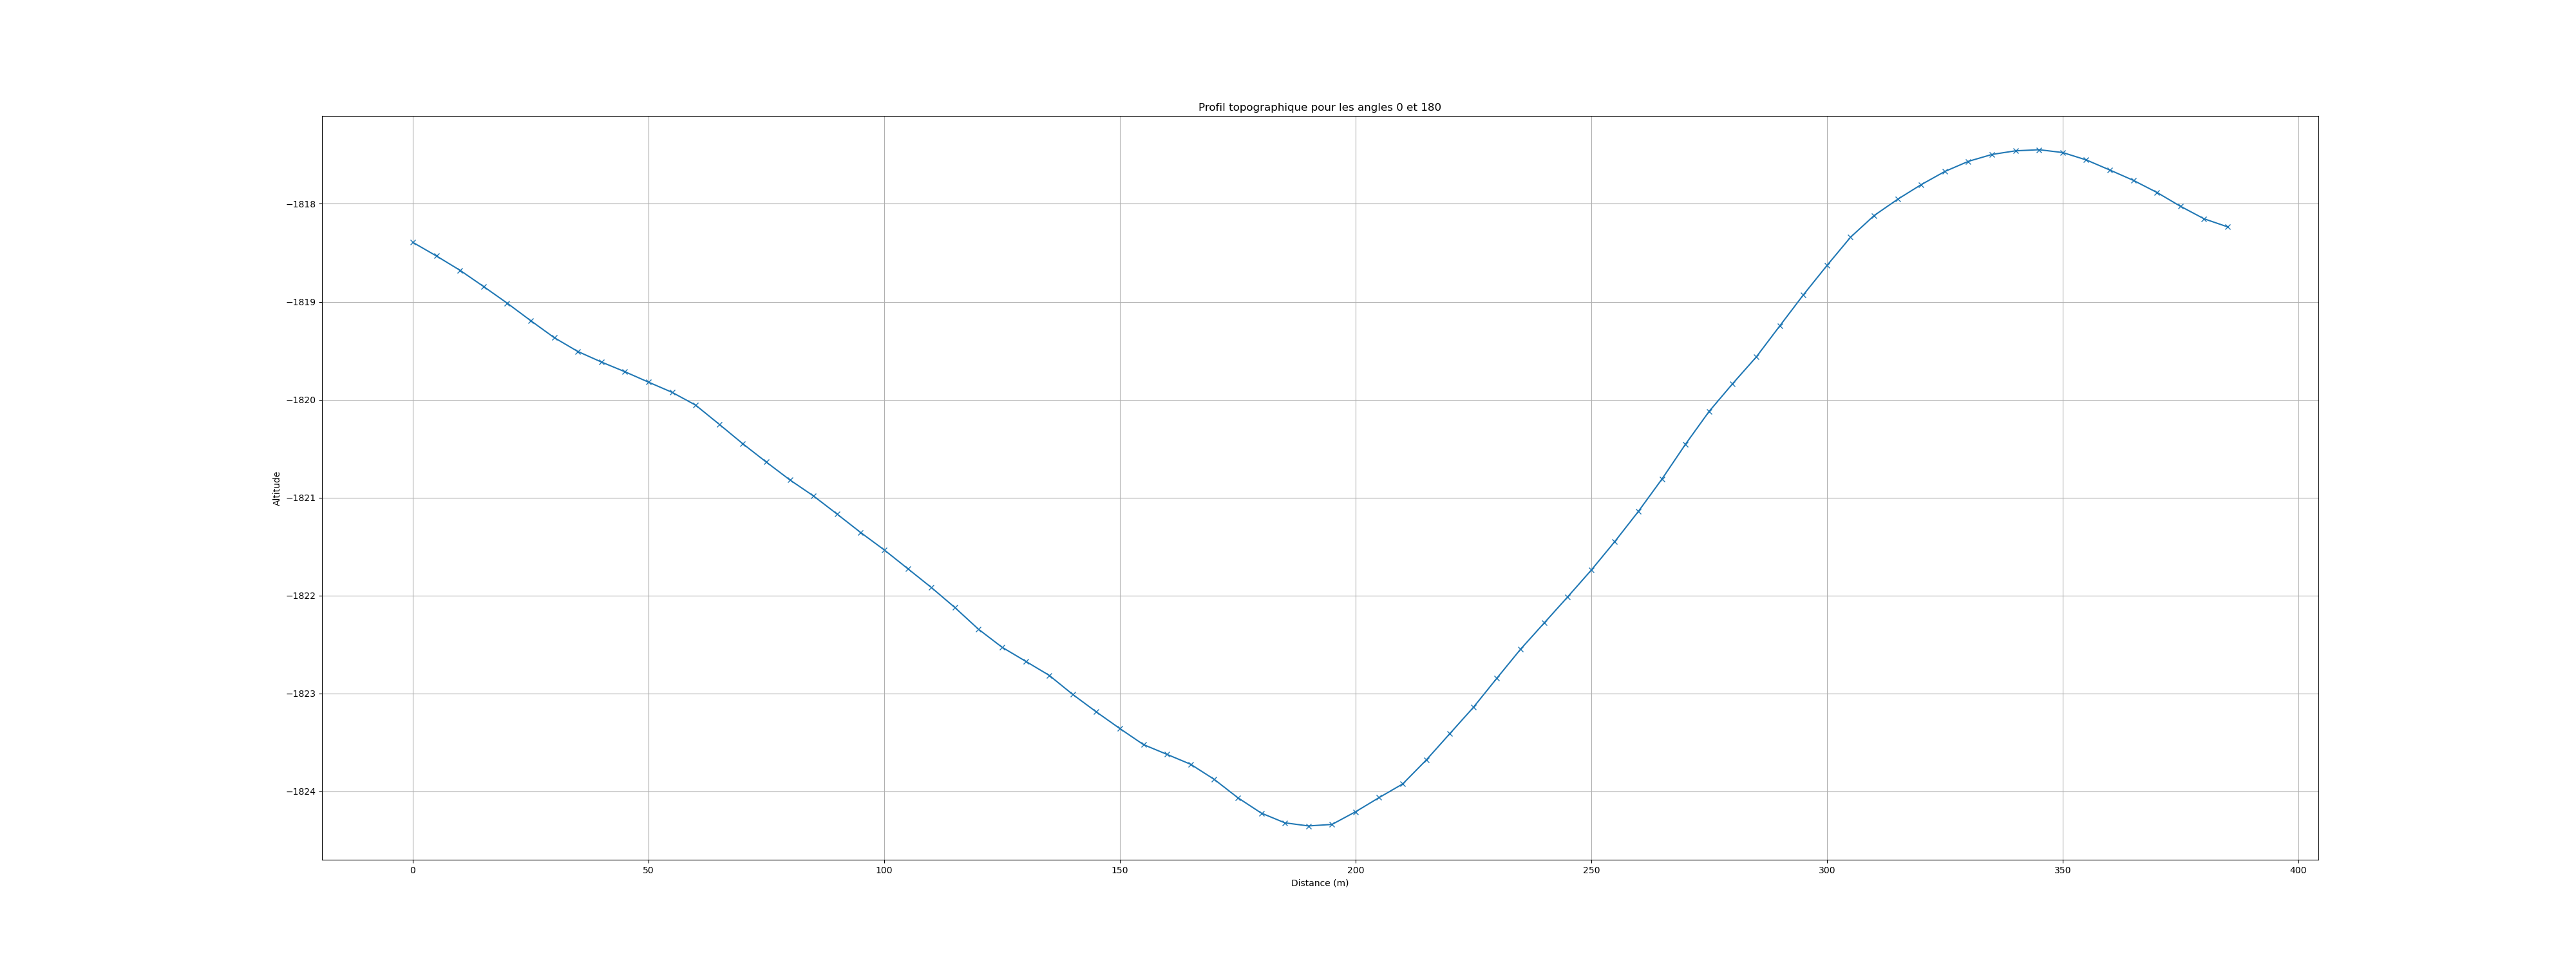 Profil topographique pour les angles 0 et 180
−1818
−1819
−1820
−1821
−1822
−1823
−1824
Altitude
0 50 100 150 200 250 300 350 400
Distance (m)